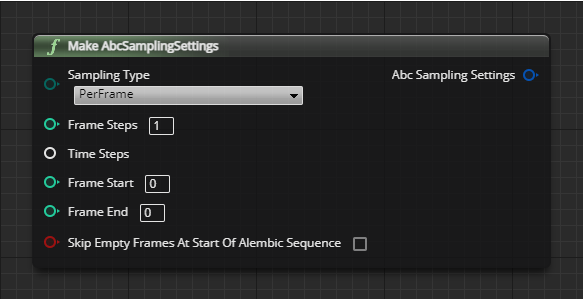 f Make AbcSamplingSettings
Sampling Type
Abc Sampling Settings
PerFrame
Frame Steps 1
Time Steps
Frame Start 0
Frame End 0
Skip Empty Frames At Start Of Alembic Sequence